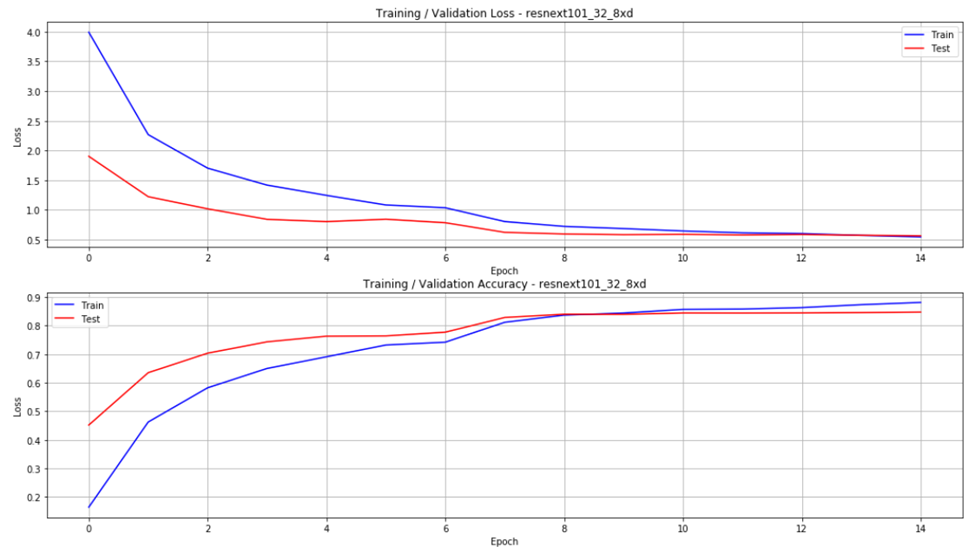 Training / Validation Loss - resnext101_32_8xd
4.0
3.5
3.0
2.5
2.0
1.5
1.0
0.5
Loss
Train
Test
0 2 4 6 8 10 12 14
Epoch
Training / Validation Accuracy - resnext101_32_8xd
0.9
0.8
0.7
0.6
0.5
0.4
0.3
0.2
Loss
Train
Test
0 2 4 6 8 10 12 14
Epoch